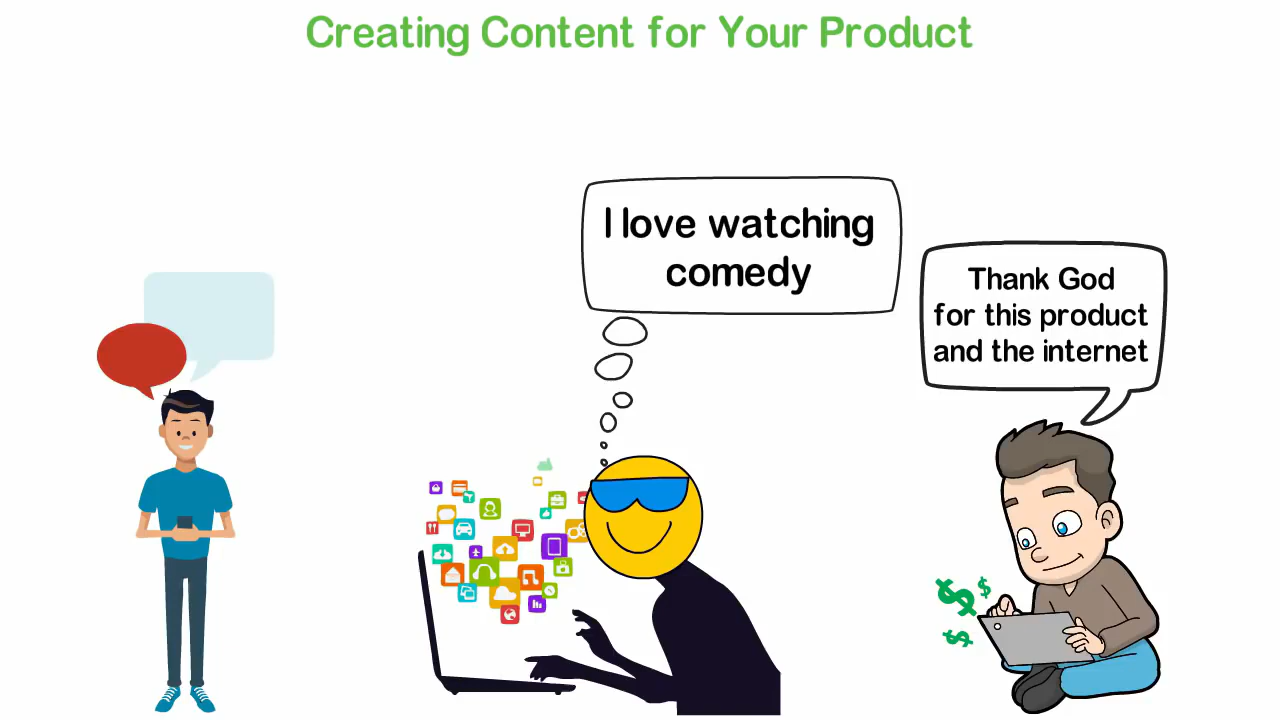 Creating Content for Your Product
I love watching
comedy
Thank God
for this product
and the internet